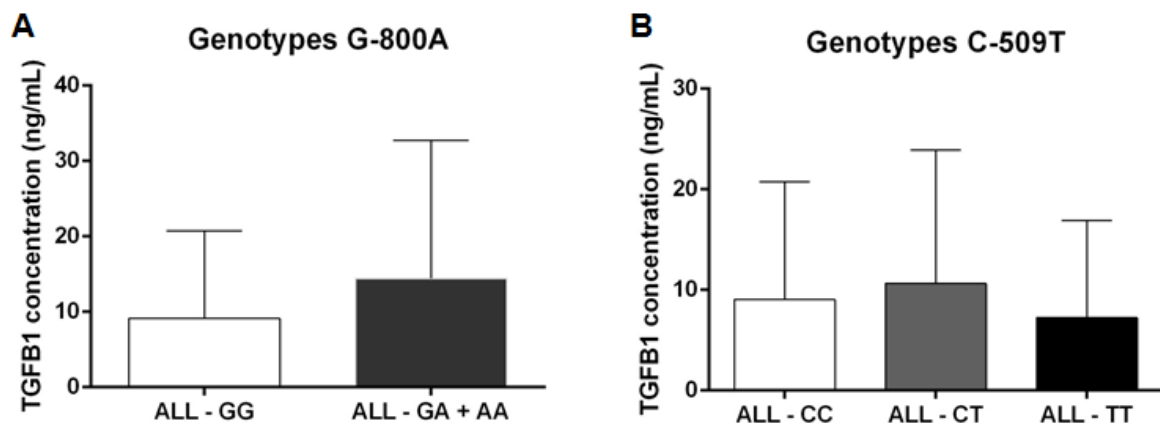 A
Genotypes G-800A
TGFB1 concentration (ng/mL)
40
30
20
10
0
ALL - GG
ALL - GA + AA
B
Genotypes C-509T
TGFB1 concentration (ng/mL)
30
20
10
0
ALL - CC
ALL - CT
ALL - TT